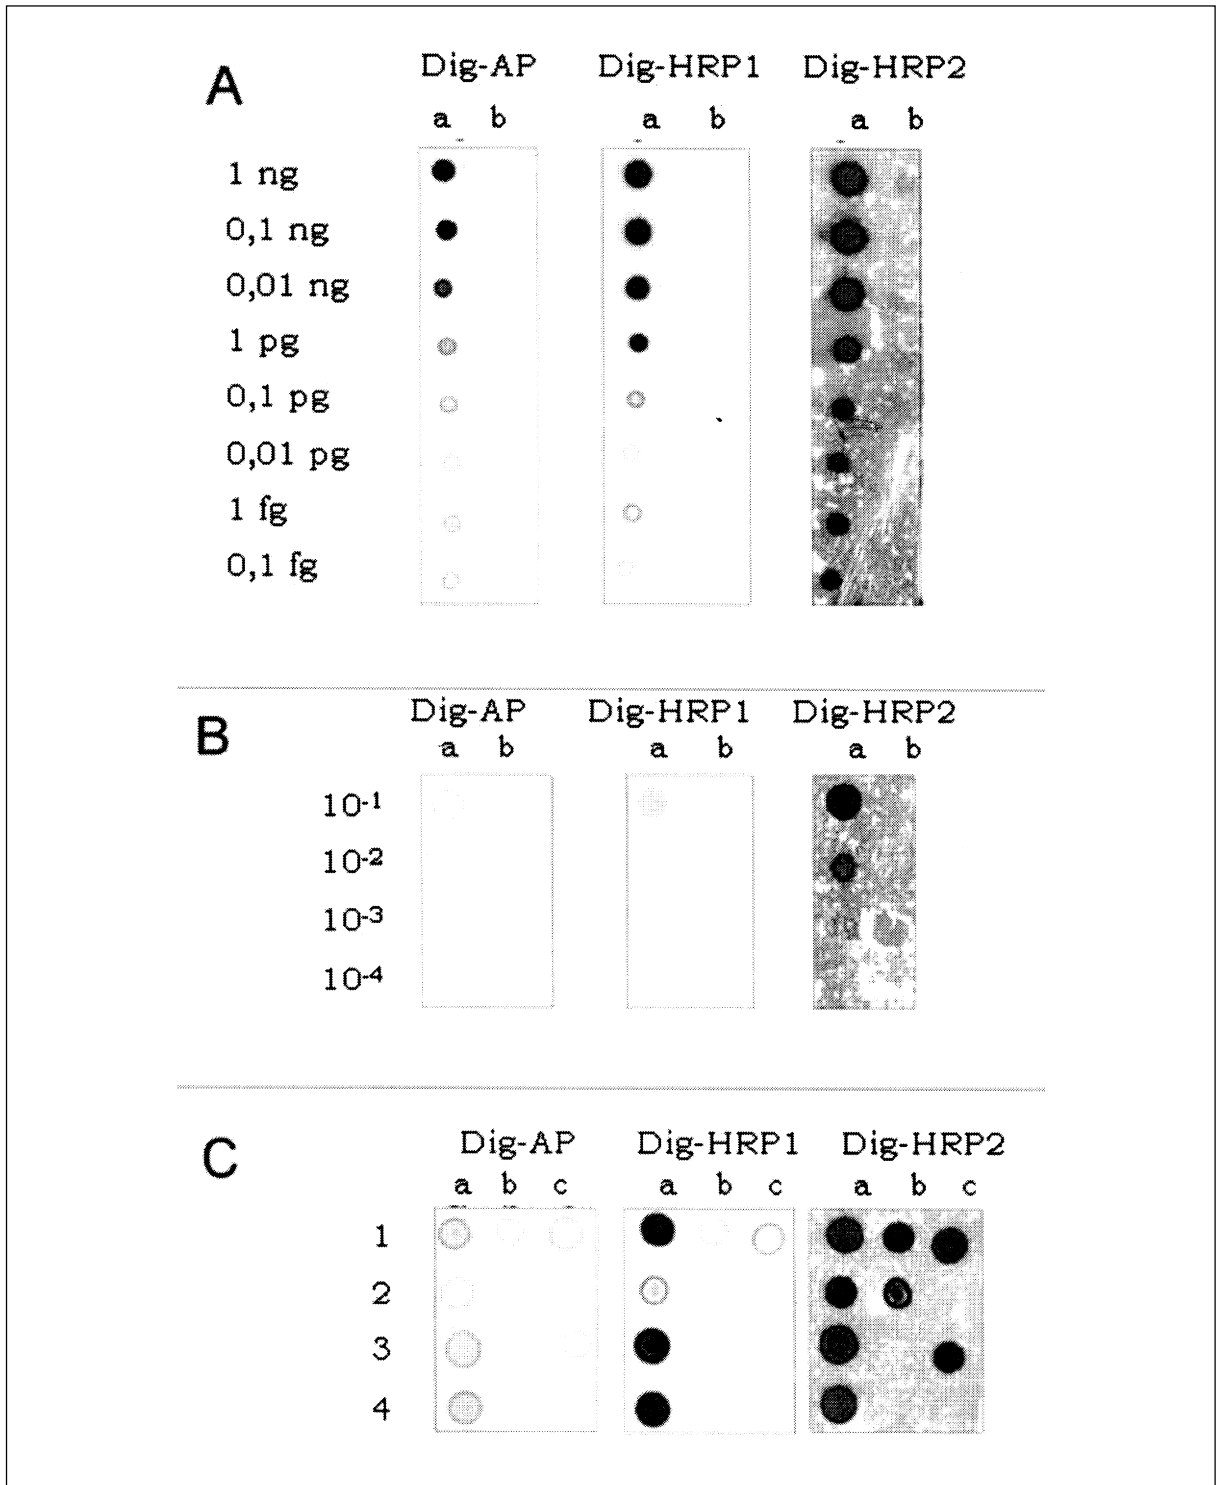 A
Dig-AP Dig-HRP1 Dig-HRP2
a b a b a b
1 ng
0,1 ng
0,01 ng
1 pg
0,1 pg
0,01 pg
1 fg
0,1 fg
B
Dig-AP Dig-HRP1 Dig-HRP2
a b a b a b
10-1
10-2
10-3
10-4
C
Dig-AP Dig-HRP1 Dig-HRP2
a b c a b c a b c
1
2
3
4